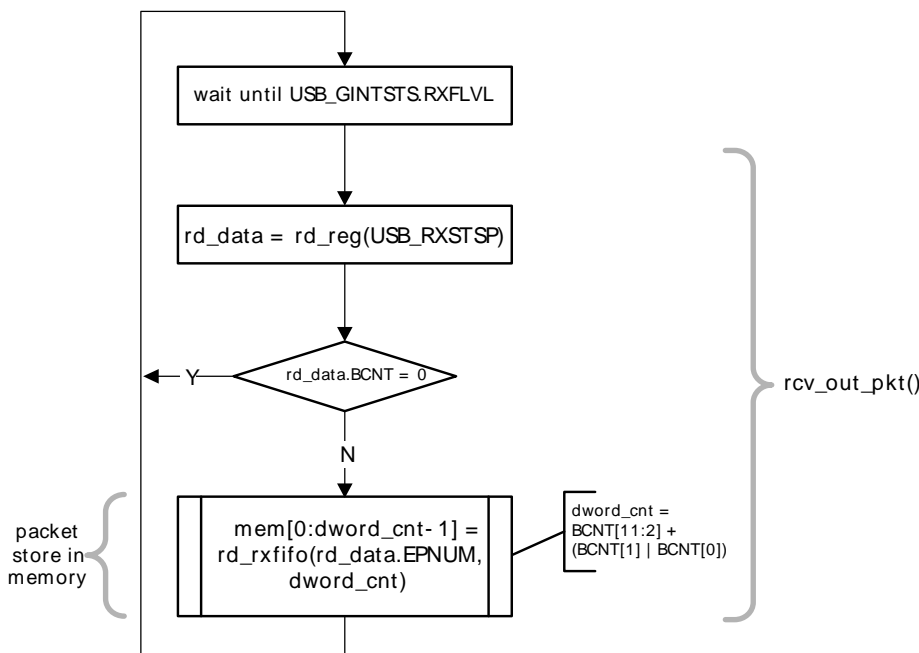 wait until USB_GINTSTS.RXFLVL
rd_data = rd_reg(USB_RXSTSP)
rd_data.BCNT = 0
Y
rcv_out_pkt()
N
packet
store in
memory
mem[0:dword_cnt-1] =
rd_rxfifo(rd_data.EPNUM,
dword_cnt)
dword_cnt =
BCNT[11:2] +
(BCNT[1] | BCNT[0])